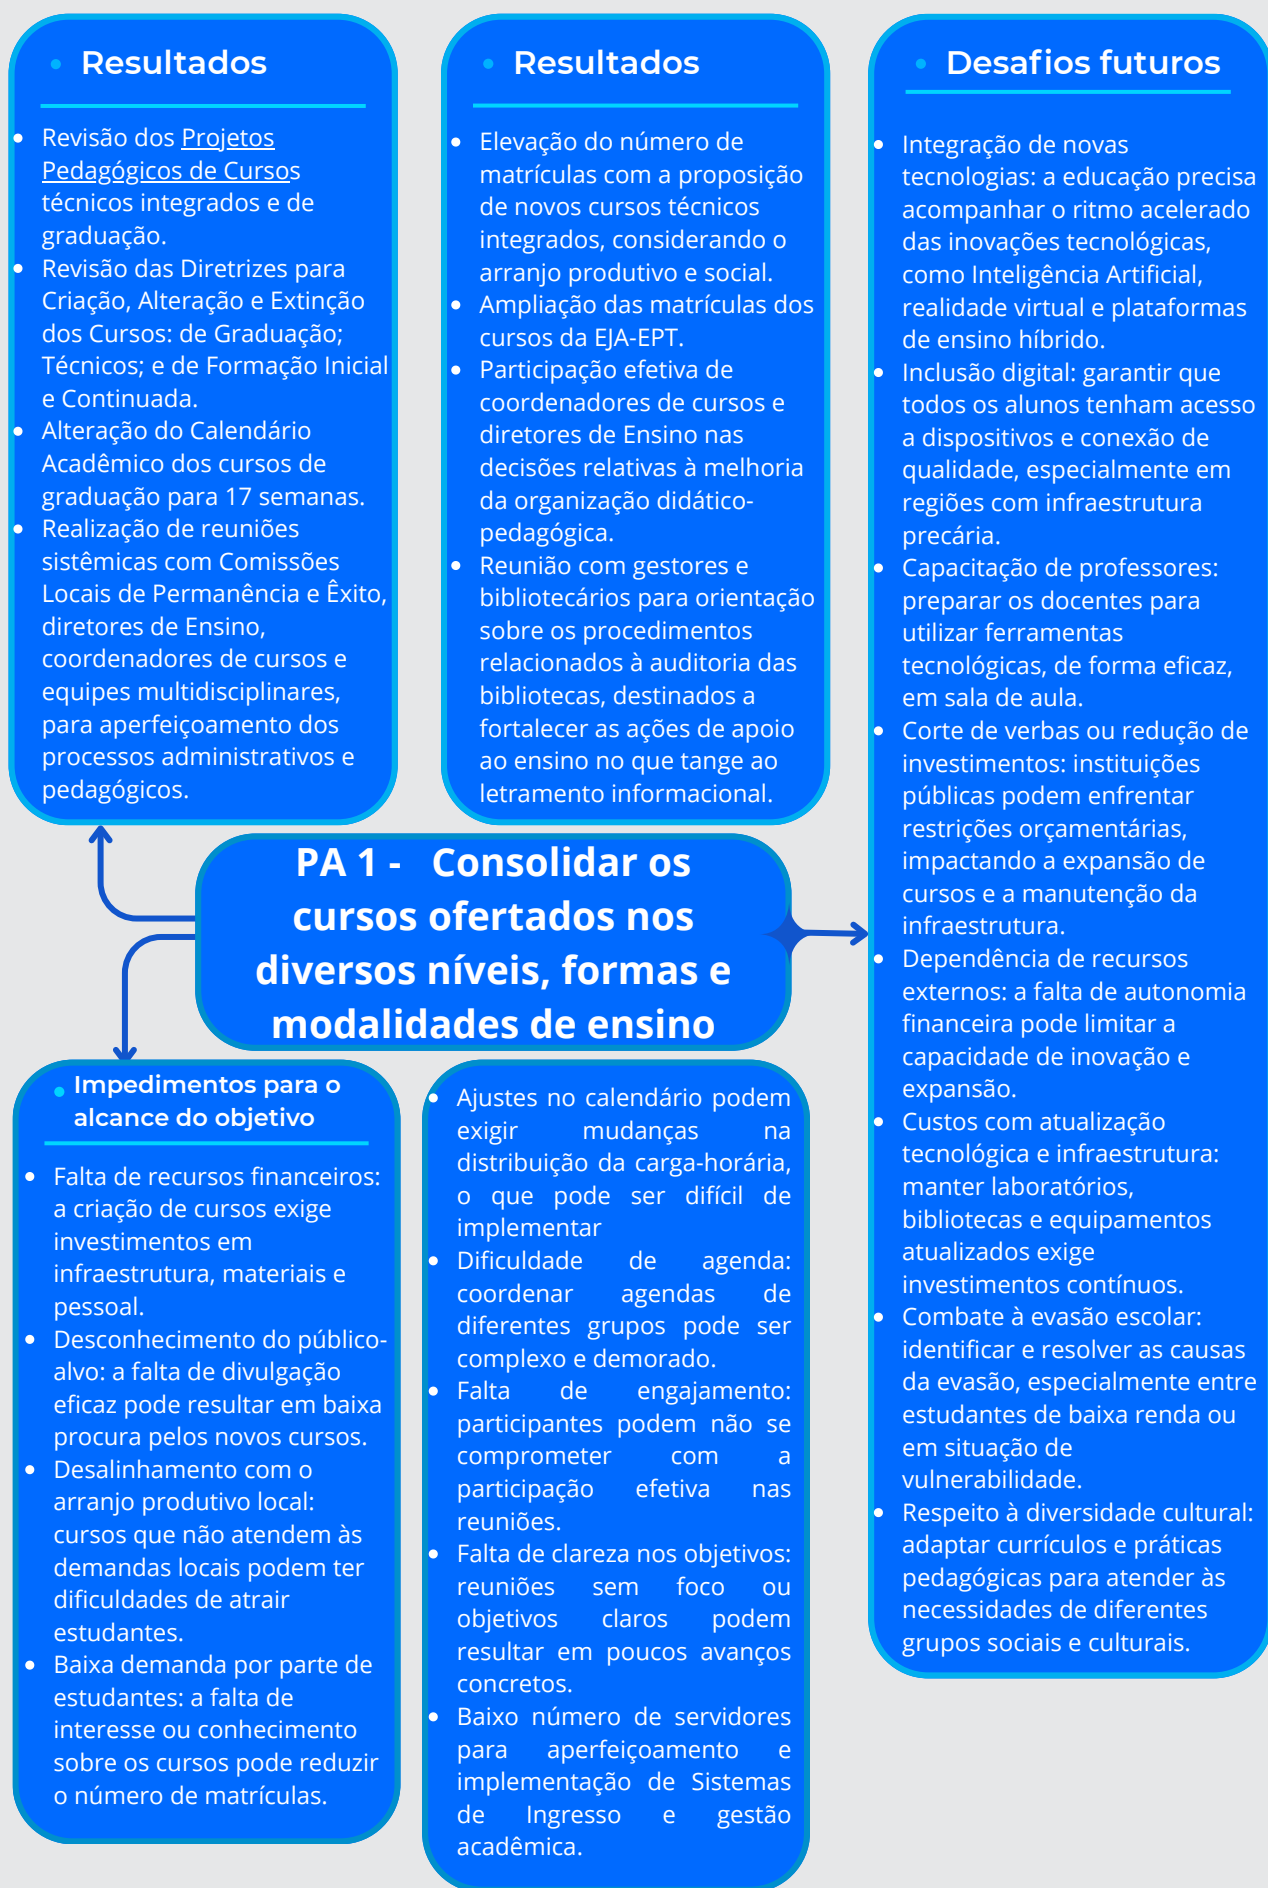 Resultados
Revisão dos Projetos
Pedagógicos de Cursos
técnicos integrados e de
graduação.
Revisão das Diretrizes para
Criação, Alteração e Extinção
dos Cursos: de Graduação;
Técnicos; e de Formação Inicial
e Continuada.
Alteração do Calendário
Acadêmico dos cursos de
graduação para 17 semanas.
Realização de reuniões
sistêmicas com Comissões
Locais de Permanência e Êxito,
diretores de Ensino,
coordenadores de cursos e
equipes multidisciplinares,
para aperfeiçoamento dos
processos administrativos e
pedagógicos.
Resultados
Elevação do número de
matrículas com a proposição
de novos cursos técnicos
integrados, considerando o
arranjo produtivo e social.
Ampliação das matrículas dos
cursos da EJA-EPT.
Participação efetiva de
coordenadores de cursos e
diretores de Ensino nas
decisões relativas à melhoria
da organização didático-
pedagógica.
Reunião com gestores e
bibliotecários para orientação
sobre os procedimentos
relacionados à auditoria das
bibliotecas, destinados a
fortalecer as ações de apoio
ao ensino no que tange ao
letramento informacional.
Desafios futuros
Integração de novas
tecnologias: a educação precisa
acompanhar o ritmo acelerado
das inovações tecnológicas,
como Inteligência Artificial,
realidade virtual e plataformas
de ensino híbrido.
Inclusão digital: garantir que
todos os alunos tenham acesso
a dispositivos e conexão de
qualidade, especialmente em
regiões com infraestrutura
precária.
Capacitação de professores:
preparar os docentes para
utilizar ferramentas
tecnológicas, de forma eficaz,
em sala de aula.
Corte de verbas ou redução de
investimentos: instituições
públicas podem enfrentar
restrições orçamentárias,
impactando a expansão de
cursos e a manutenção da
infraestrutura.
Dependência de recursos
externos: a falta de autonomia
financeira pode limitar a
capacidade de inovação e
expansão.
Custos com atualização
tecnológica e infraestrutura:
manter laboratórios,
bibliotecas e equipamentos
atualizados exige
investimentos contínuos.
Combate à evasão escolar:
identificar e resolver as causas
da evasão, especialmente entre
estudantes de baixa renda ou
em situação de
vulnerabilidade.
Respeito à diversidade cultural:
adaptar currículos e práticas
pedagógicas para atender às
necessidades de diferentes
grupos sociais e culturais.
PA 1 - Consolidar os
cursos ofertados nos
diversos níveis, formas e
modalidades de ensino
Impedimentos para o
alcance do objetivo
Falta de recursos financeiros:
a criação de cursos exige
investimentos em
infraestrutura, materiais e
pessoal.
Desconhecimento do público-
alvo: a falta de divulgação
eficaz pode resultar em baixa
procura pelos novos cursos.
Desalinhamento com o
arranjo produtivo local:
cursos que não atendem às
demandas locais podem ter
dificuldades de atrair
estudantes.
Baixa demanda por parte de
estudantes: a falta de
interesse ou conhecimento
sobre os cursos pode reduzir
o número de matrículas.
Ajustes no calendário podem
exigir mudanças na
distribuição da carga-horária,
o que pode ser difícil de
implementar
Dificuldade de agenda:
coordenar agendas de
diferentes grupos pode ser
complexo e demorado.
Falta de engajamento:
participantes podem não se
comprometer com a
participação efetiva nas
reuniões.
Falta de clareza nos objetivos:
reuniões sem foco ou
objetivos claros podem
resultar em poucos avanços
concretos.
Baixo número de servidores
para aperfeiçoamento e
implementação de Sistemas
de Ingresso e gestão
acadêmica.